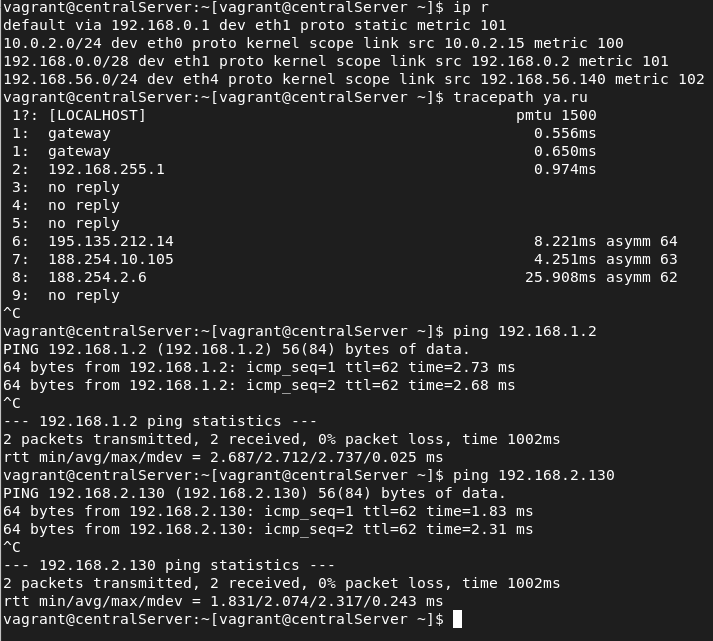 vagrant@centralServer:~[vagrant@centralServer ~]$ ip r
default via 192.168.0.1 dev eth1 proto static metric 101
10.0.2.0/24 dev eth0 proto kernel scope link src 10.0.2.15 metric 100
192.168.0.0/28 dev eth1 proto kernel scope link src 192.168.0.2 metric 101
192.168.56.0/24 dev eth4 proto kernel scope link src 192.168.56.140 metric 102
vagrant@centralServer:~[vagrant@centralServer ~]$ tracepath ya.ru
 1?: [LOCALHOST]                                         pmtu 1500
 1:  gateway                                               0.556ms
 1:  gateway                                               0.650ms
 2:  192.168.255.1                                         0.974ms
 3:  no reply
 4:  no reply
 5:  no reply
 6:  195.135.212.14                                        8.221ms asymm 64
 7:  188.254.10.105                                        4.251ms asymm 63
 8:  188.254.2.6                                          25.908ms asymm 62
 9:  no reply
^C
vagrant@centralServer:~[vagrant@centralServer ~]$ ping 192.168.1.2
PING 192.168.1.2 (192.168.1.2) 56(84) bytes of data.
64 bytes from 192.168.1.2: icmp_seq=1 ttl=62 time=2.73 ms
64 bytes from 192.168.1.2: icmp_seq=2 ttl=62 time=2.68 ms
^C
--- 192.168.1.2 ping statistics ---
2 packets transmitted, 2 received, 0% packet loss, time 1002ms
rtt min/avg/max/mdev = 2.687/2.712/2.737/0.025 ms
vagrant@centralServer:~[vagrant@centralServer ~]$ ping 192.168.2.130
PING 192.168.2.130 (192.168.2.130) 56(84) bytes of data.
64 bytes from 192.168.2.130: icmp_seq=1 ttl=62 time=1.83 ms
64 bytes from 192.168.2.130: icmp_seq=2 ttl=62 time=2.31 ms
^C
--- 192.168.2.130 ping statistics ---
2 packets transmitted, 2 received, 0% packet loss, time 1002ms
rtt min/avg/max/mdev = 1.831/2.074/2.317/0.243 ms
vagrant@centralServer:~[vagrant@centralServer ~]$